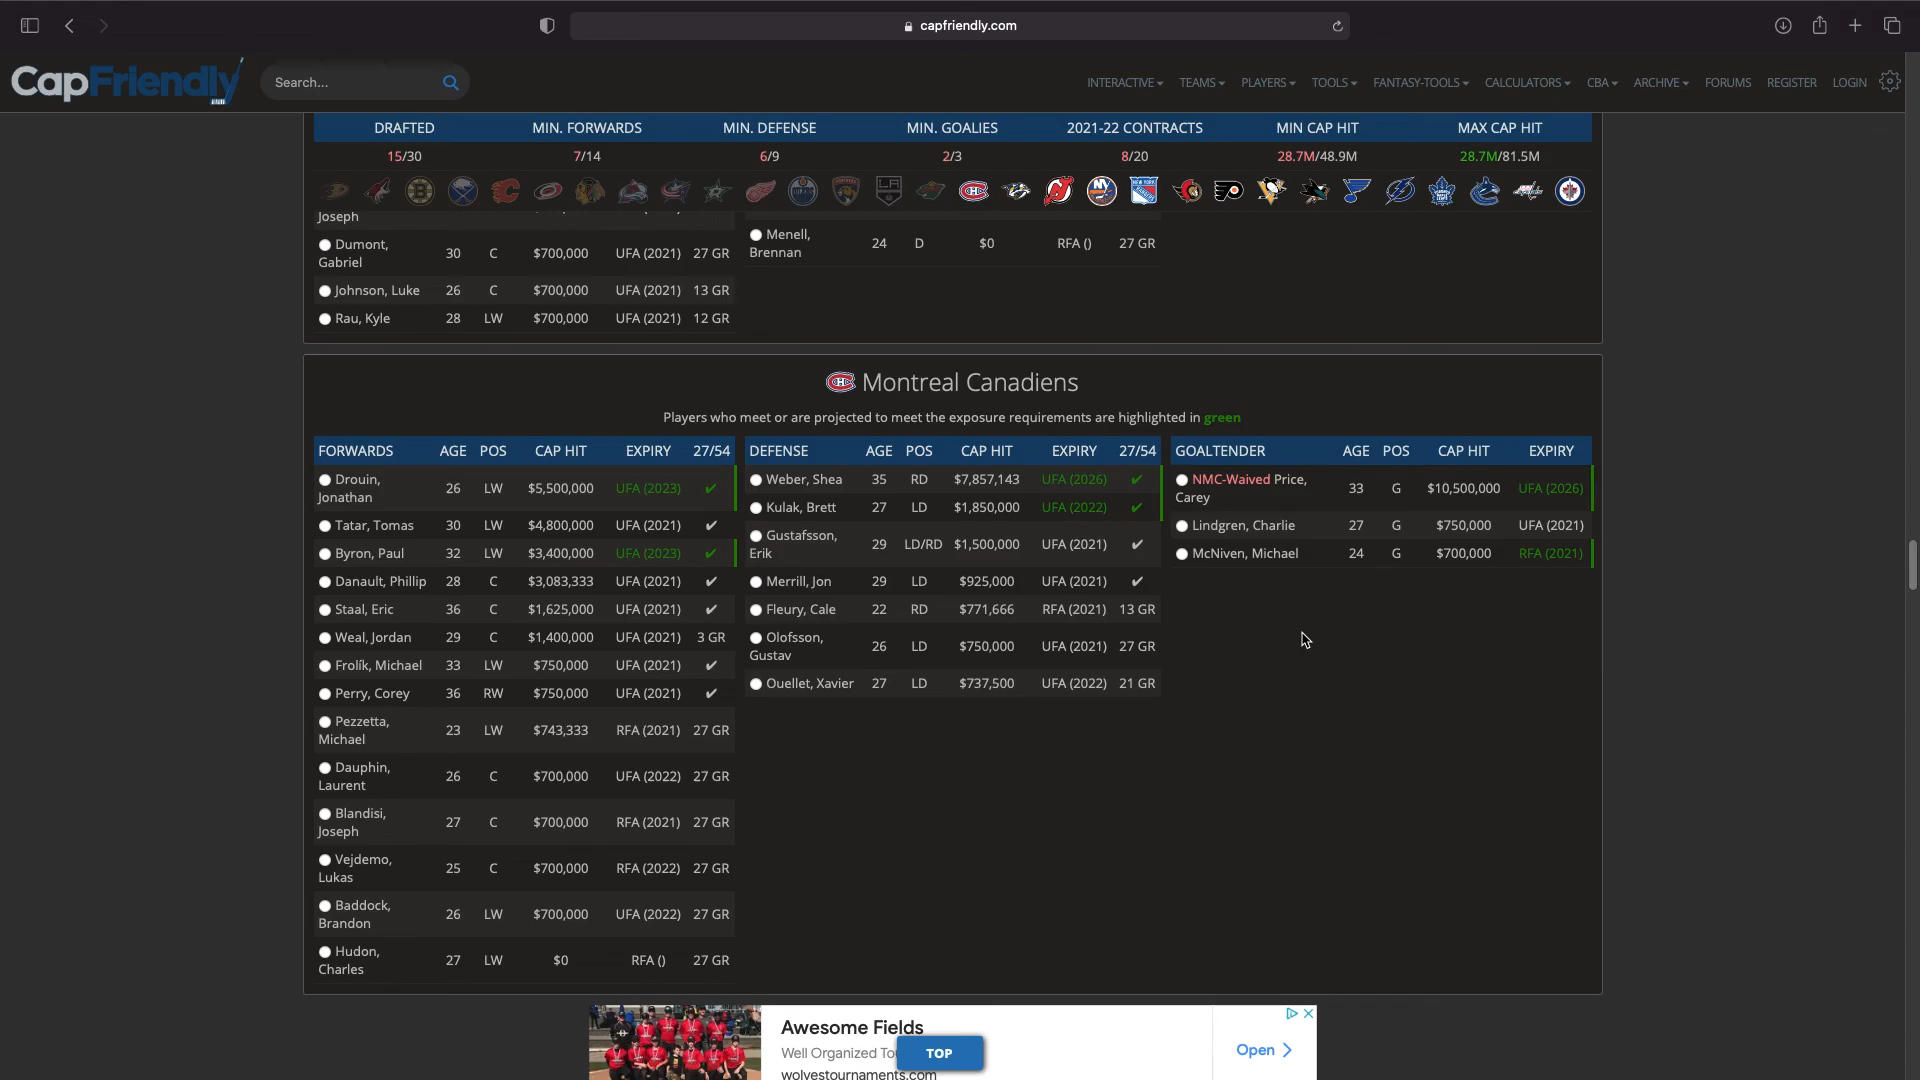 capfriendly.com
CapFriendly
Search...
INTERACTIVE TEAMS PLAYERS TOOLS FANTASY-TOOLS CALCULATORS CBA ARCHIVE FORUMS REGISTER LOGIN
DRAFTED MIN. FORWARDS MIN. DEFENSE MIN. GOALIES 2021-22 CONTRACTS MIN CAP HIT MAX CAP HIT
15/30 7/14 6/9 2/3 8/20 28.7M/48.9M 28.7M/81.5M
Joseph
Dumont, Gabriel 30 C $700,000 UFA (2021) 27 GR
Johnson, Luke 26 C $700,000 UFA (2021) 13 GR
Rau, Kyle 28 LW $700,000 UFA (2021) 12 GR
Menell, Brennan 24 D $0 RFA () 27 GR
Montreal Canadiens
Players who meet or are projected to meet the exposure requirements are highlighted in green
FORWARDS AGE POS CAP HIT EXPIRY 27/54
Drouin, Jonathan 26 LW $5,500,000 UFA (2023) ✔
Tatar, Tomas 30 LW $4,800,000 UFA (2021) ✔
Byron, Paul 32 LW $3,400,000 UFA (2023) ✔
Danault, Phillip 28 C $3,083,333 UFA (2021) ✔
Staal, Eric 36 C $1,625,000 UFA (2021) ✔
Weal, Jordan 29 C $1,400,000 UFA (2021) 3 GR
Frolík, Michael 33 LW $750,000 UFA (2021) ✔
Perry, Corey 36 RW $750,000 UFA (2021) ✔
Pezzetta, Michael 23 LW $743,333 RFA (2021) 27 GR
Dauphin, Laurent 26 C $700,000 UFA (2022) 27 GR
Blandisi, Joseph 27 C $700,000 RFA (2021) 27 GR
Vejdemo, Lukas 25 C $700,000 RFA (2022) 27 GR
Baddock, Brandon 26 LW $700,000 UFA (2022) 27 GR
Hudon, Charles 27 LW $0 RFA () 27 GR
DEFENSE AGE POS CAP HIT EXPIRY 27/54
Weber, Shea 35 RD $7,857,143 UFA (2026) ✔
Kulak, Brett 27 LD $1,850,000 UFA (2022) ✔
Gustafsson, Erik 29 LD/RD $1,500,000 UFA (2021) ✔
Merrill, Jon 29 LD $925,000 UFA (2021) ✔
Fleury, Cale 22 RD $771,666 RFA (2021) 13 GR
Olofsson, Gustav 26 LD $750,000 UFA (2021) 27 GR
Ouellet, Xavier 27 LD $737,500 UFA (2022) 21 GR
GOALTENDER AGE POS CAP HIT EXPIRY
NMC-Waived Price, Carey 33 G $10,500,000 UFA (2026)
Lindgren, Charlie 27 G $750,000 UFA (2021)
McNiven, Michael 24 G $700,000 RFA (2021)
Awesome Fields
Well Organized
wolvestournaments.com
TOP
Open